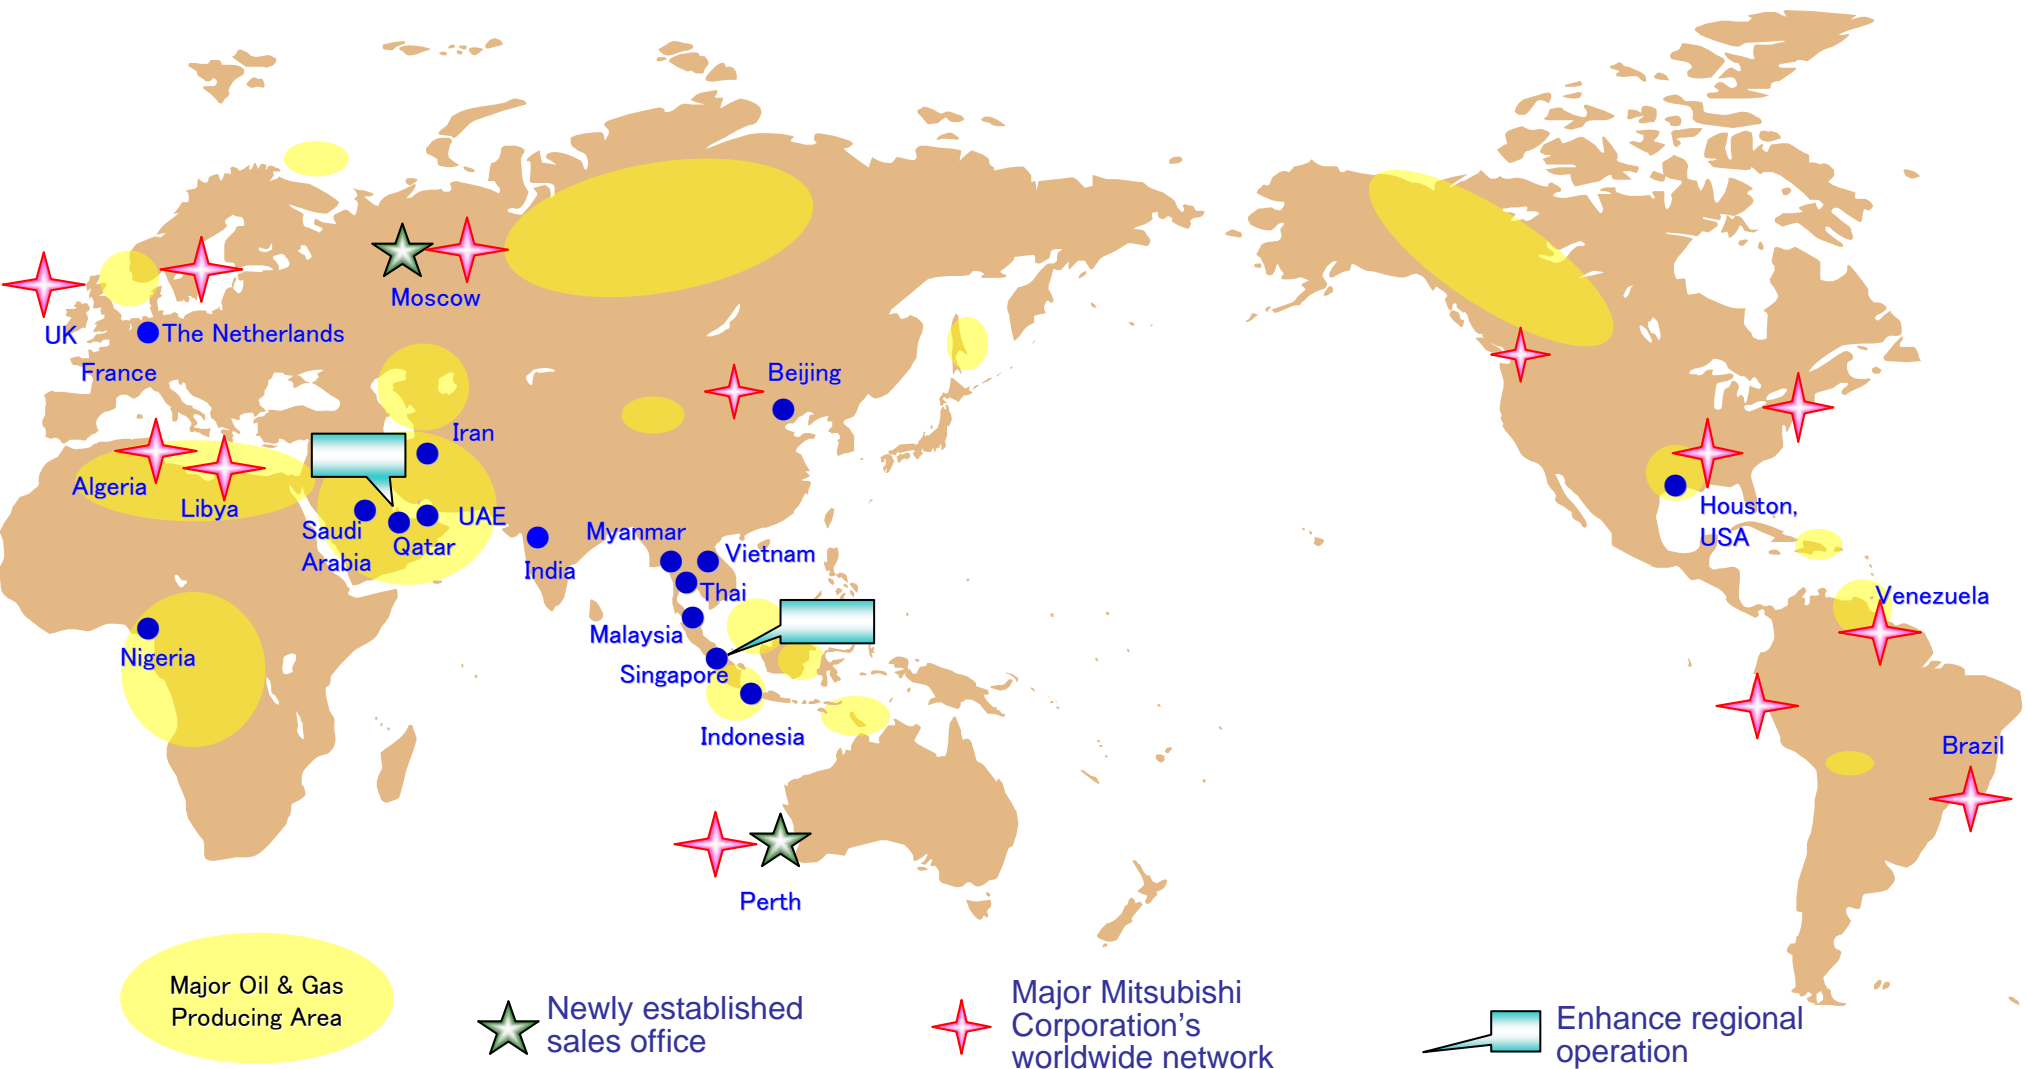 Moscow
UK
The Netherlands
France
Beijing
Iran
Algeria
Libya
Saudi
Arabia
Qatar
UAE
India
Myanmar
Vietnam
Thai
Malaysia
Singapore
Indonesia
Nigeria
Houston,
USA
Venezuela
Brazil
Perth
Major Oil & Gas
Producing Area
Newly established
sales office
Major Mitsubishi
Corporation's
worldwide network
Enhance regional
operation